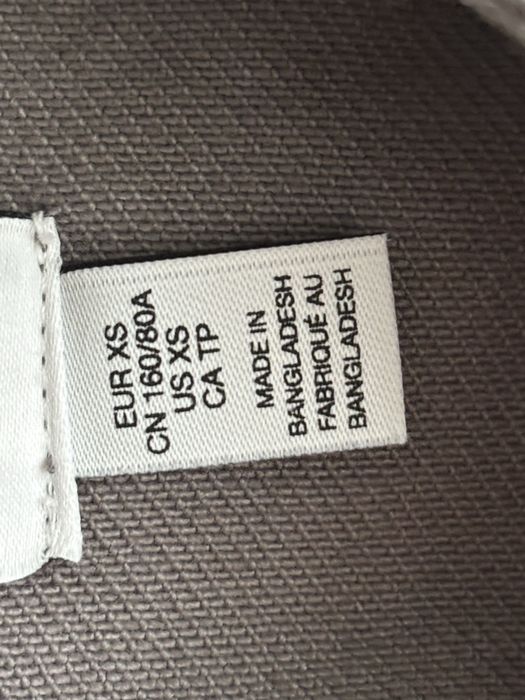 EUR XS
CN 160/80A
US XS
CA TP
MADE IN
BANGLADESH
FABRIQUÉ AU
BANGLADESH